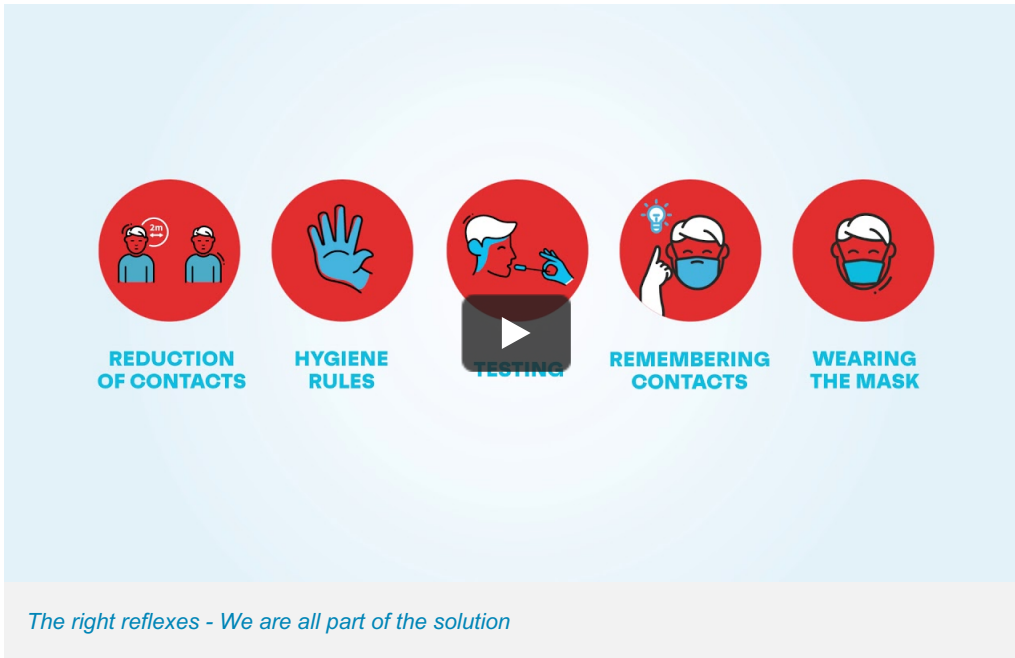 2m
REDUCTION
OF CONTACTS
HYGIENE
RULES
TESTING
REMEMBERING
CONTACTS
WEARING
THE MASK
The right reflexes - We are all part of the solution